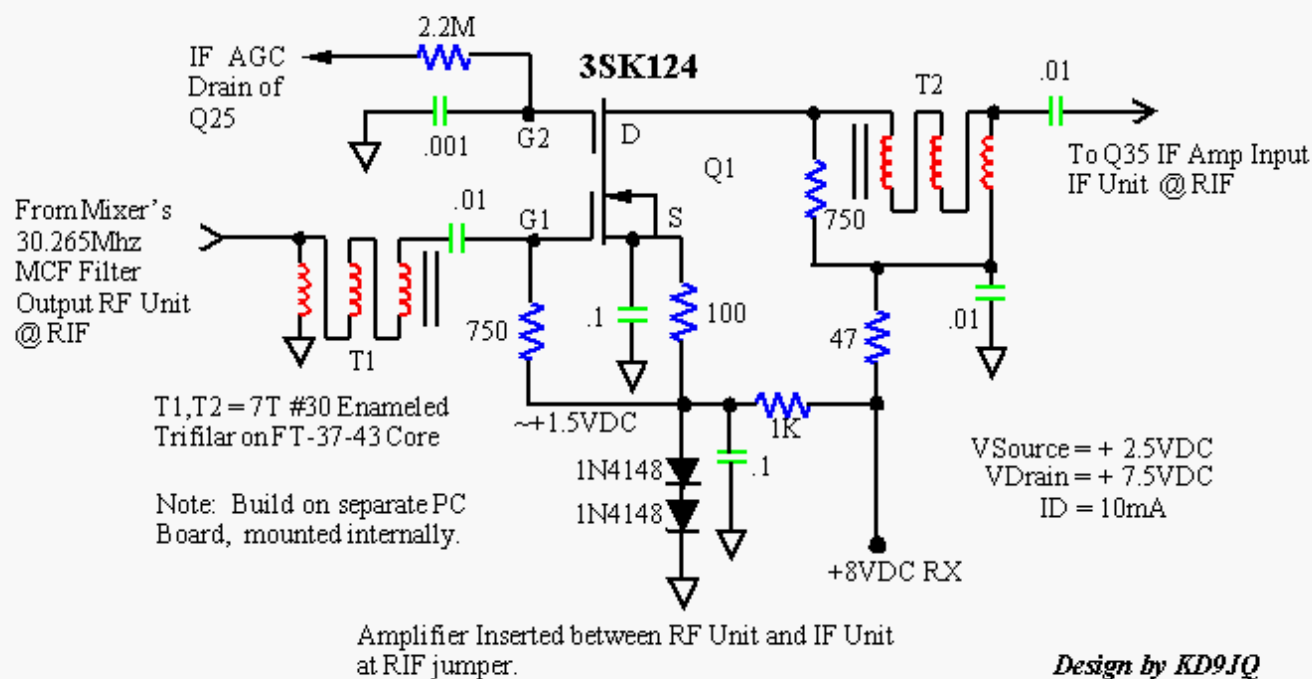 2.2M
IF AGC
Drain of
Q25
3SK124
.01
T2
.001
G2
D
Q1
To Q35 IF Amp Input
IF Unit @ RIF
From Mixer's
30.265Mhz
MCF Filter
Output RF Unit
@ RIF
.01
G1
S
750
T1
750
.1
100
47
.01
T1,T2 = 7T #30 Enameled
Trifilar on FT-37-43 Core
~+1.5VDC
1K
1N4148
.1
1N4148
VSource = + 2.5VDC
VDrain = + 7.5VDC
ID = 10mA
Note: Build on separate PC
Board, mounted internally.
+8VDC RX
Amplifier Inserted between RF Unit and IF Unit
at RIF jumper.
Design by KD9JQ